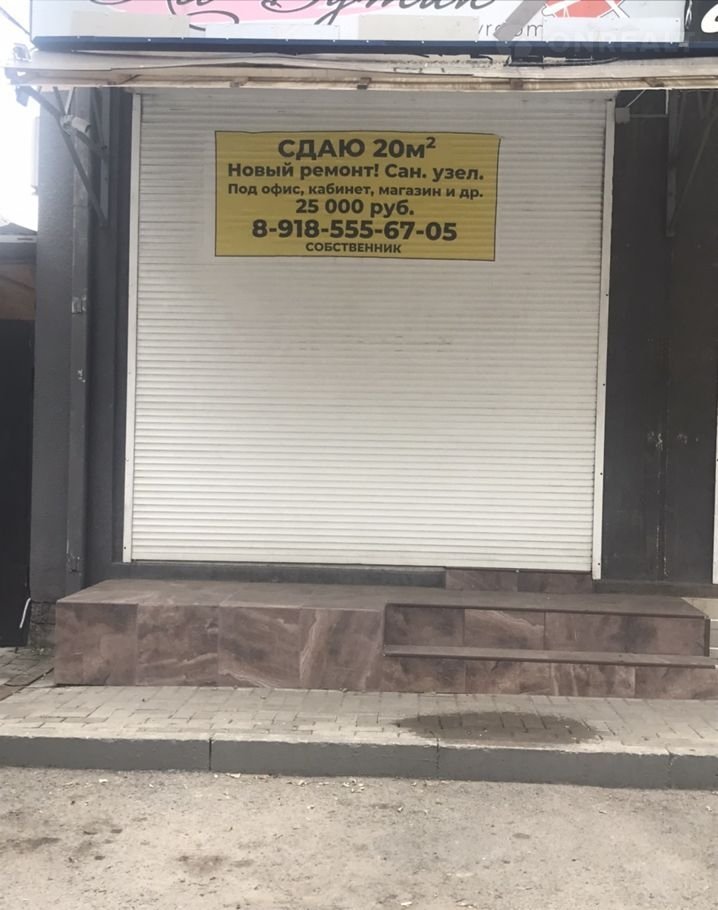 Бутик
СДАЮ 20м²
Новый ремонт! Сан. узел.
Под офис, кабинет, магазин и др.
25 000 руб.
8-918-555-67-05
СОБСТВЕННИК